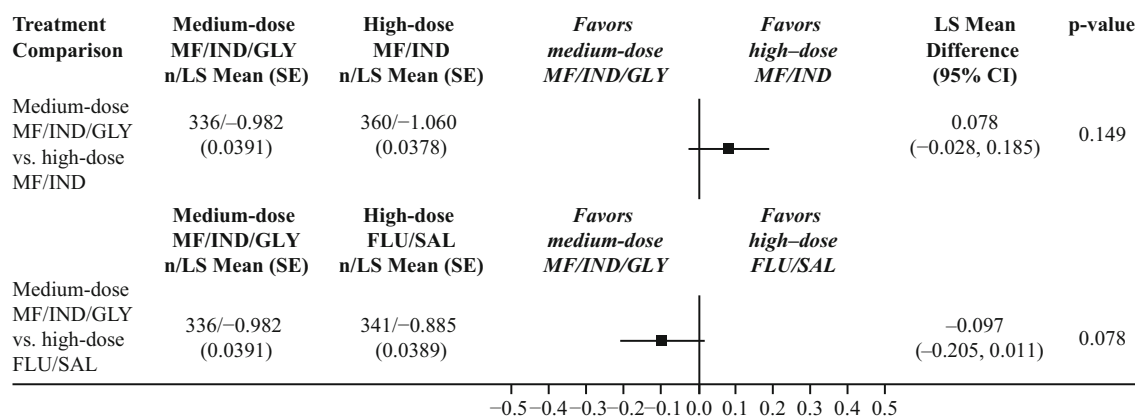 Treatment Medium-dose High-dose Favors Favors LS Mean p-value
Comparison MF/IND/GLY MF/IND medium-dose high–dose Difference
n/LS Mean (SE) n/LS Mean (SE) MF/IND/GLY MF/IND (95% CI)
Medium-dose
MF/IND/GLY 336/−0.982 360/−1.060 0.078 0.149
vs. high-dose (0.0391) (0.0378) (−0.028, 0.185)
MF/IND
Medium-dose High-dose Favors Favors
MF/IND/GLY FLU/SAL medium-dose high–dose
n/LS Mean (SE) n/LS Mean (SE) MF/IND/GLY FLU/SAL
Medium-dose
MF/IND/GLY 336/−0.982 341/−0.885 −0.097 0.078
vs. high-dose (0.0391) (0.0389) (−0.205, 0.011)
FLU/SAL
−0.5 −0.4 −0.3 −0.2 −0.1 0.0 0.1 0.2 0.3 0.4 0.5